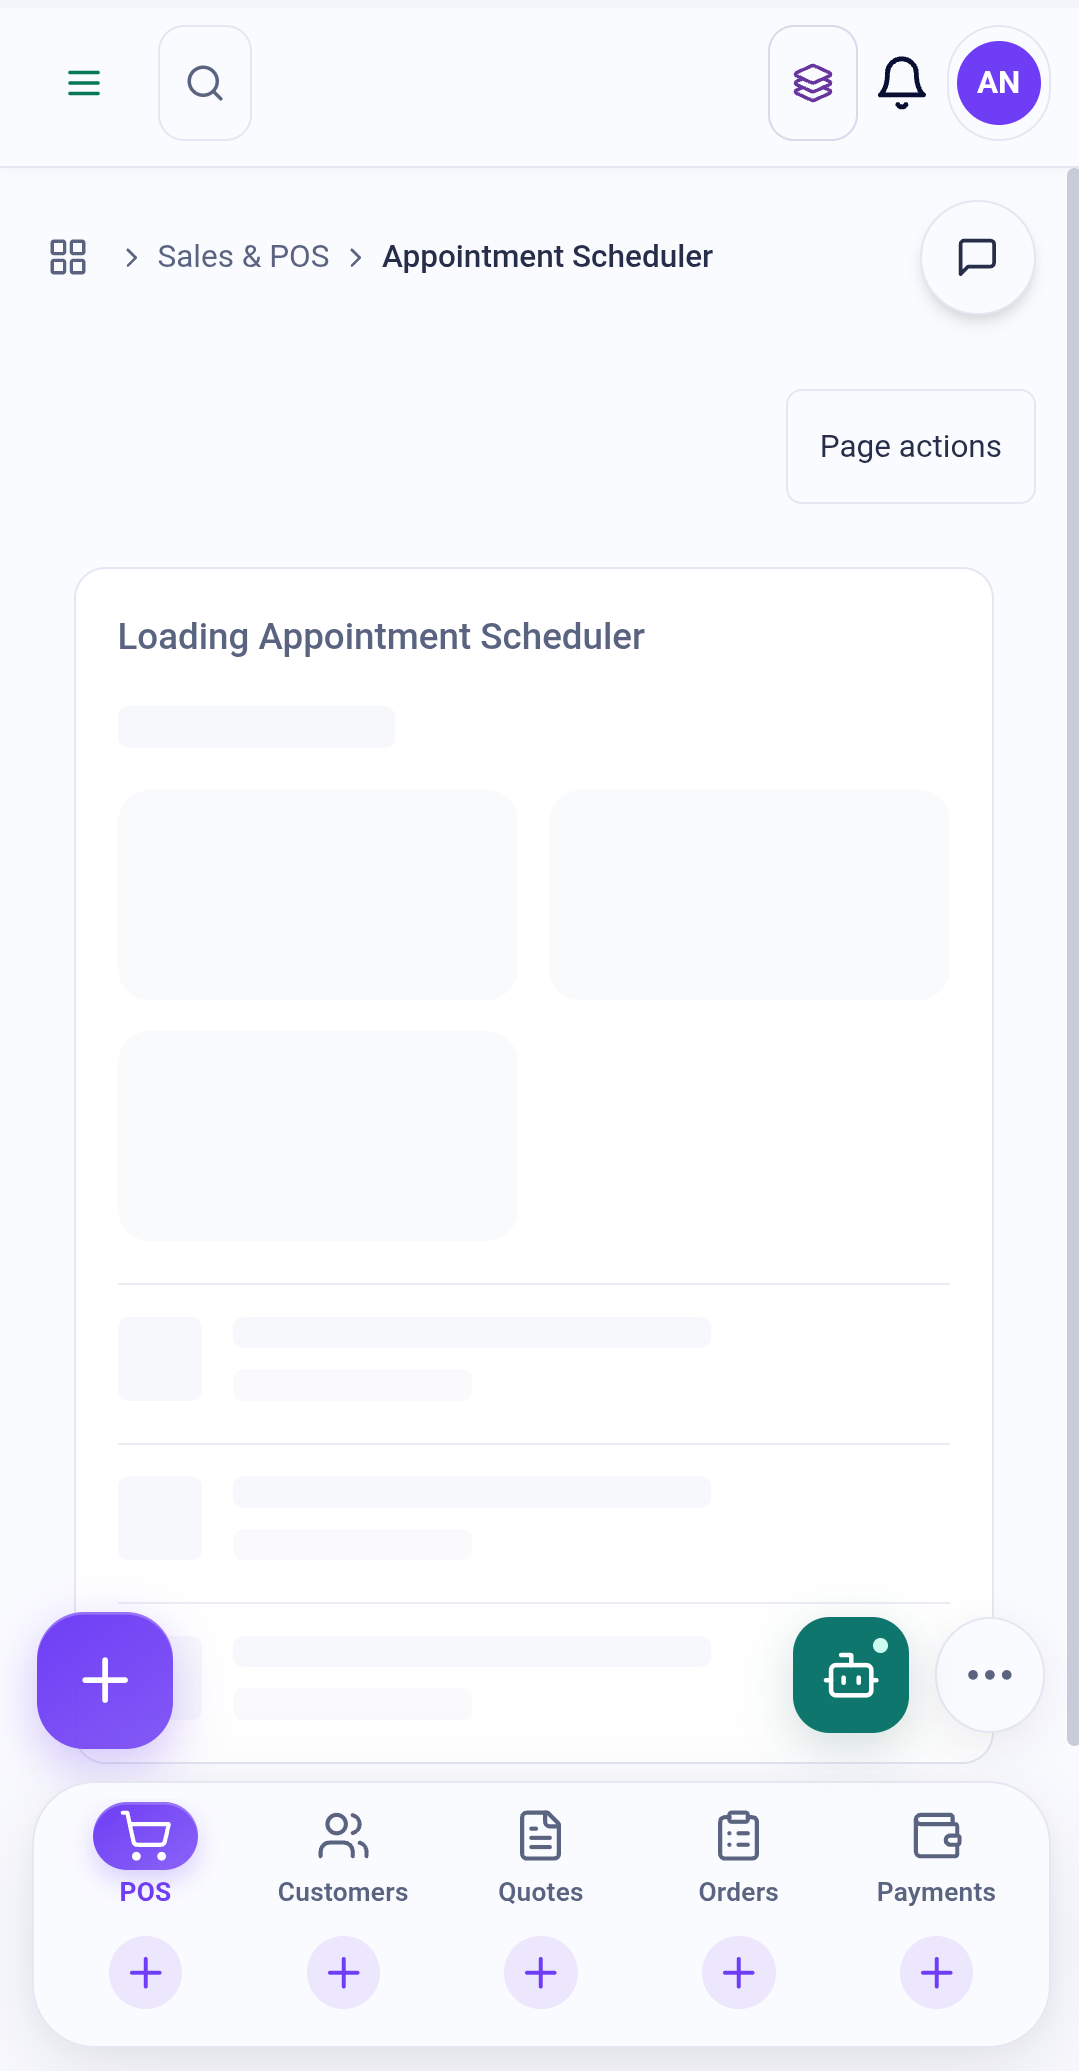 AN
Sales & POS
Appointment Scheduler
Page actions
Loading Appointment Scheduler
POS
Customers
Quotes
Orders
Payments